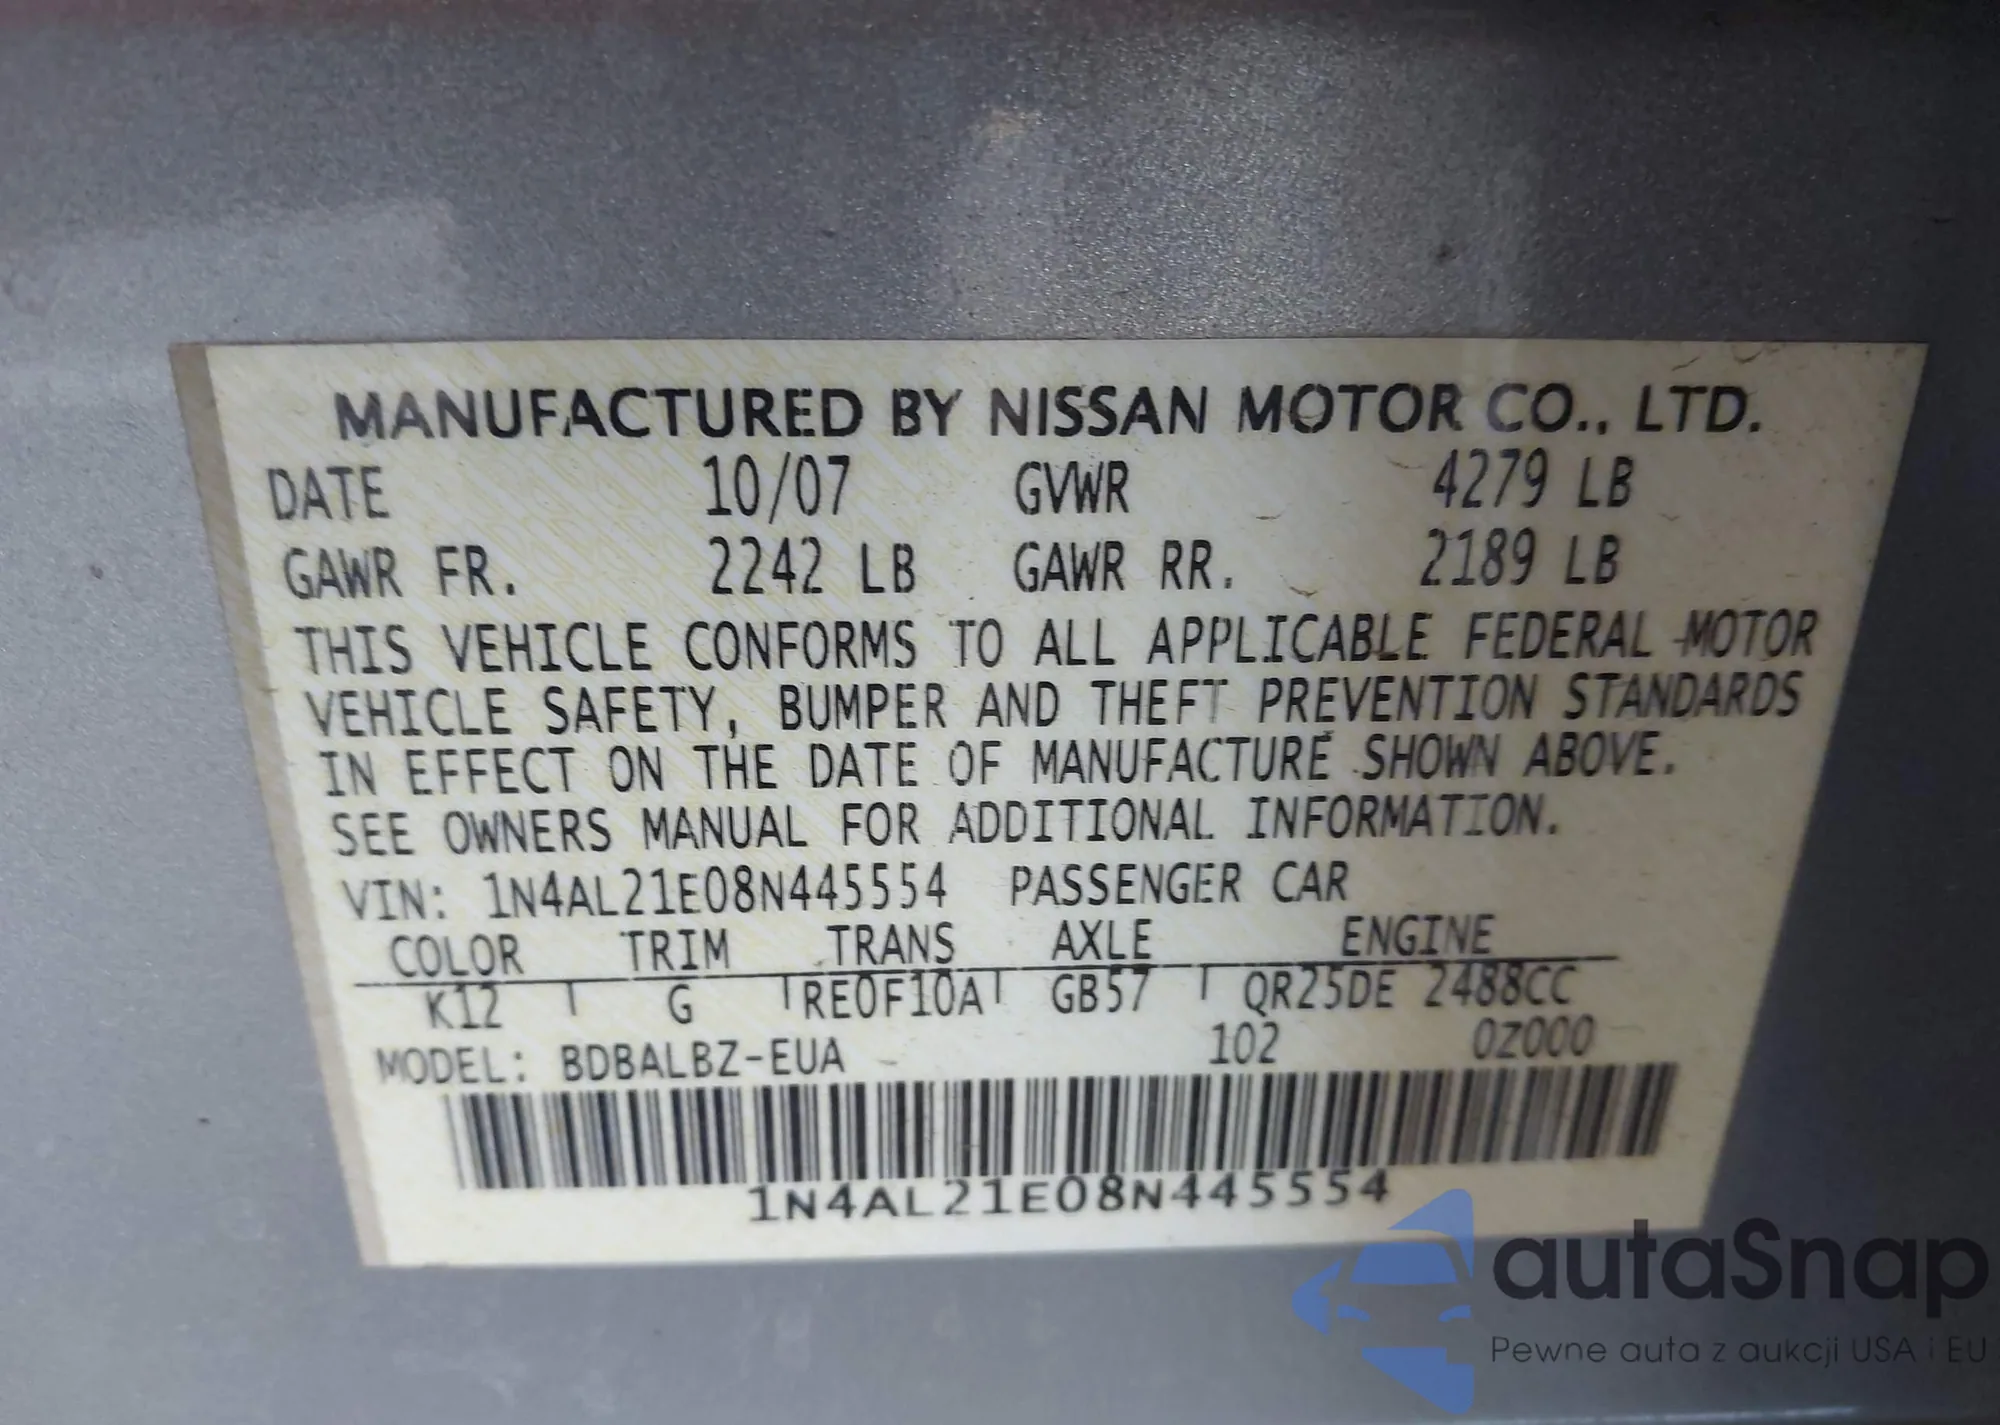 MANUFACTURED BY NISSAN MOTOR CO., LTD.
DATE 10/07 GVWR 4279 LB
GAWR FR. 2242 LB GAWR RR. 2189 LB
THIS VEHICLE CONFORMS TO ALL APPLICABLE FEDERAL MOTOR
VEHICLE SAFETY, BUMPER AND THEFT PREVENTION STANDARDS
IN EFFECT ON THE DATE OF MANUFACTURE SHOWN ABOVE.
SEE OWNERS MANUAL FOR ADDITIONAL INFORMATION.
VIN: 1N4AL21E08N445554 PASSENGER CAR
COLOR TRIM TRANS AXLE ENGINE
K12 G RE0F10A GB57 QR25DE 2488CC
MODEL: BDBALBZ-EUA 102 0Z000
1N4AL21E08N445554
autaSnap
Pewne auta z aukcji USA i EU